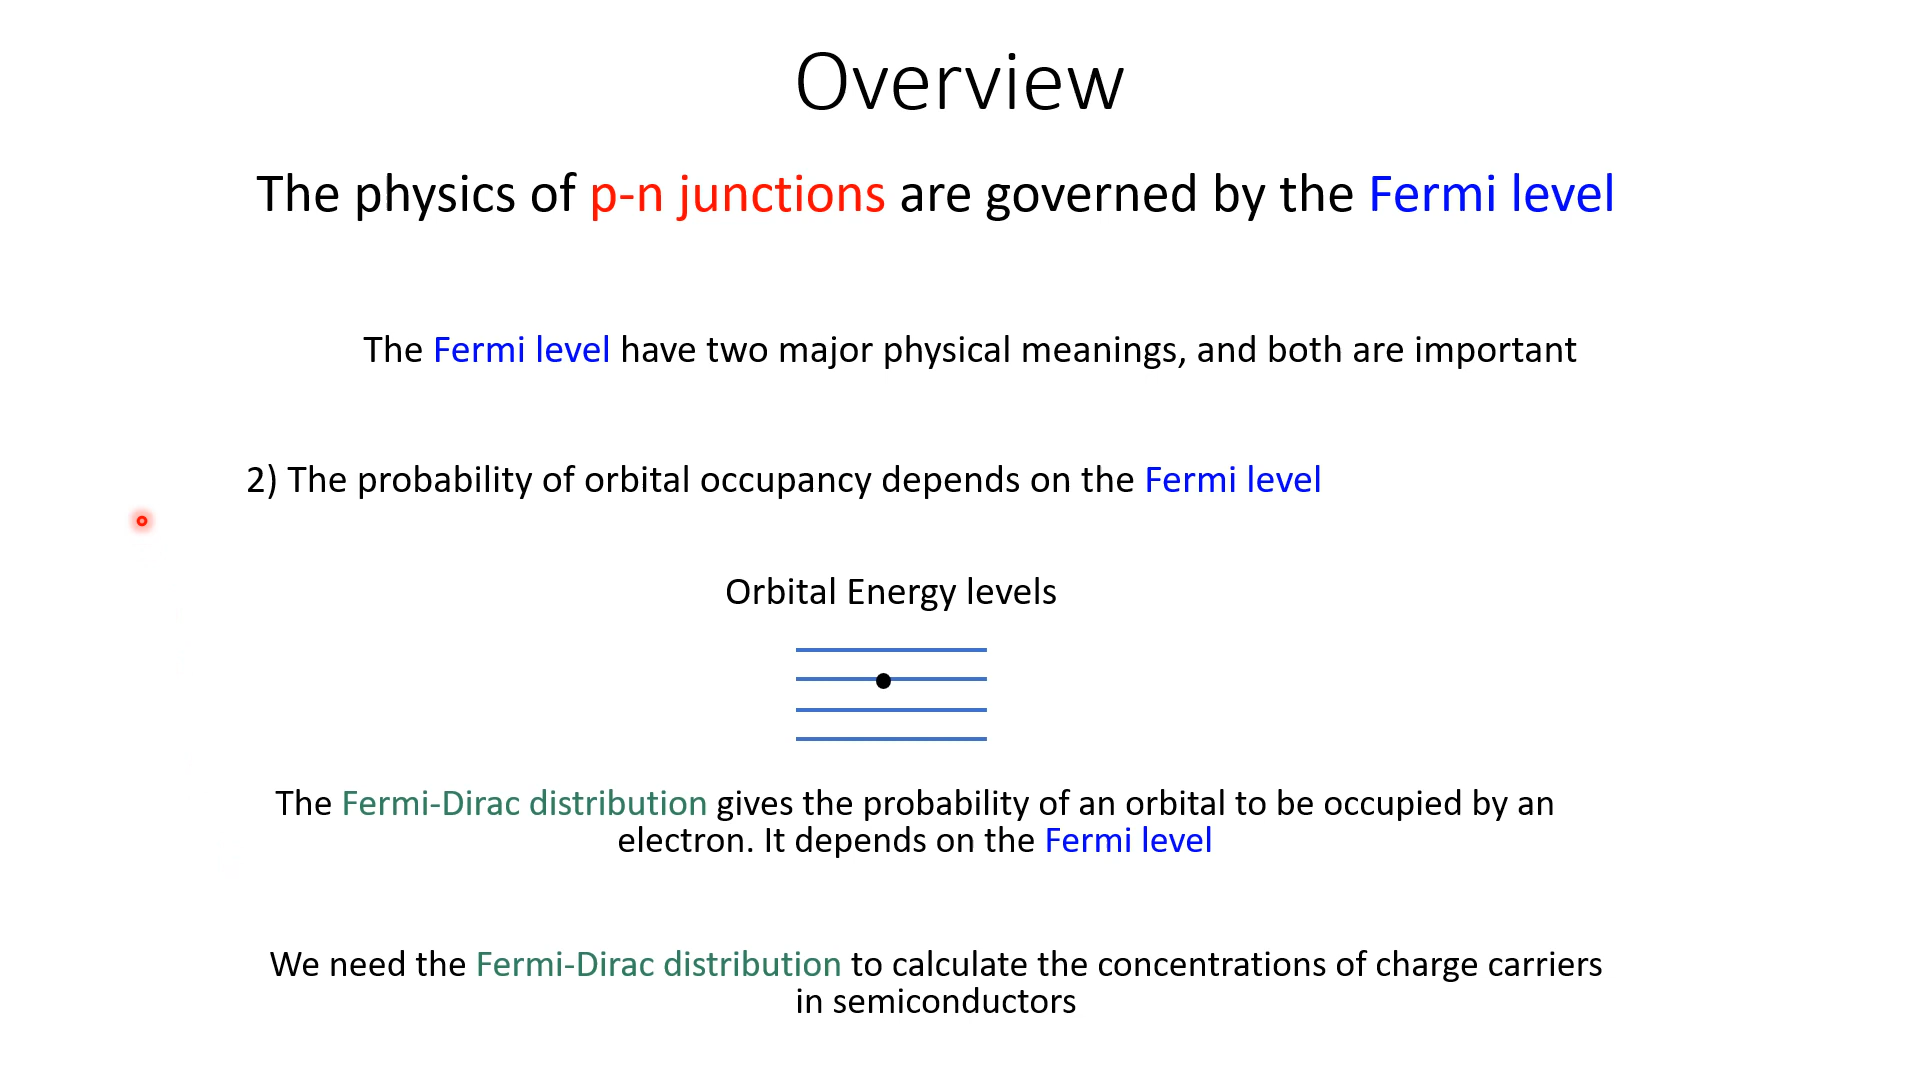 Overview
The physics of p-n junctions are governed by the Fermi level
The Fermi level have two major physical meanings, and both are important
2) The probability of orbital occupancy depends on the Fermi level
Orbital Energy levels
The Fermi-Dirac distribution gives the probability of an orbital to be occupied by an
electron. It depends on the Fermi level
We need the Fermi-Dirac distribution to calculate the concentrations of charge carriers
in semiconductors